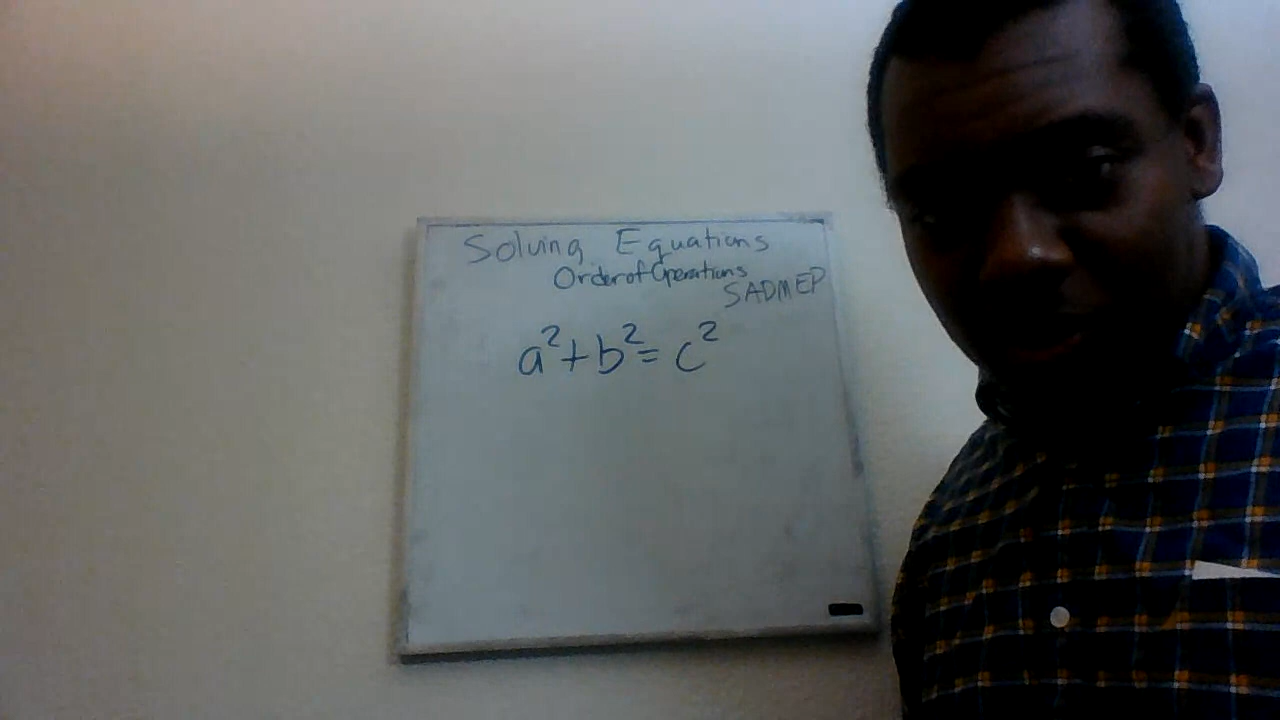 Solving Equations
Order of Operations
SADMEP
a²+b²=c²